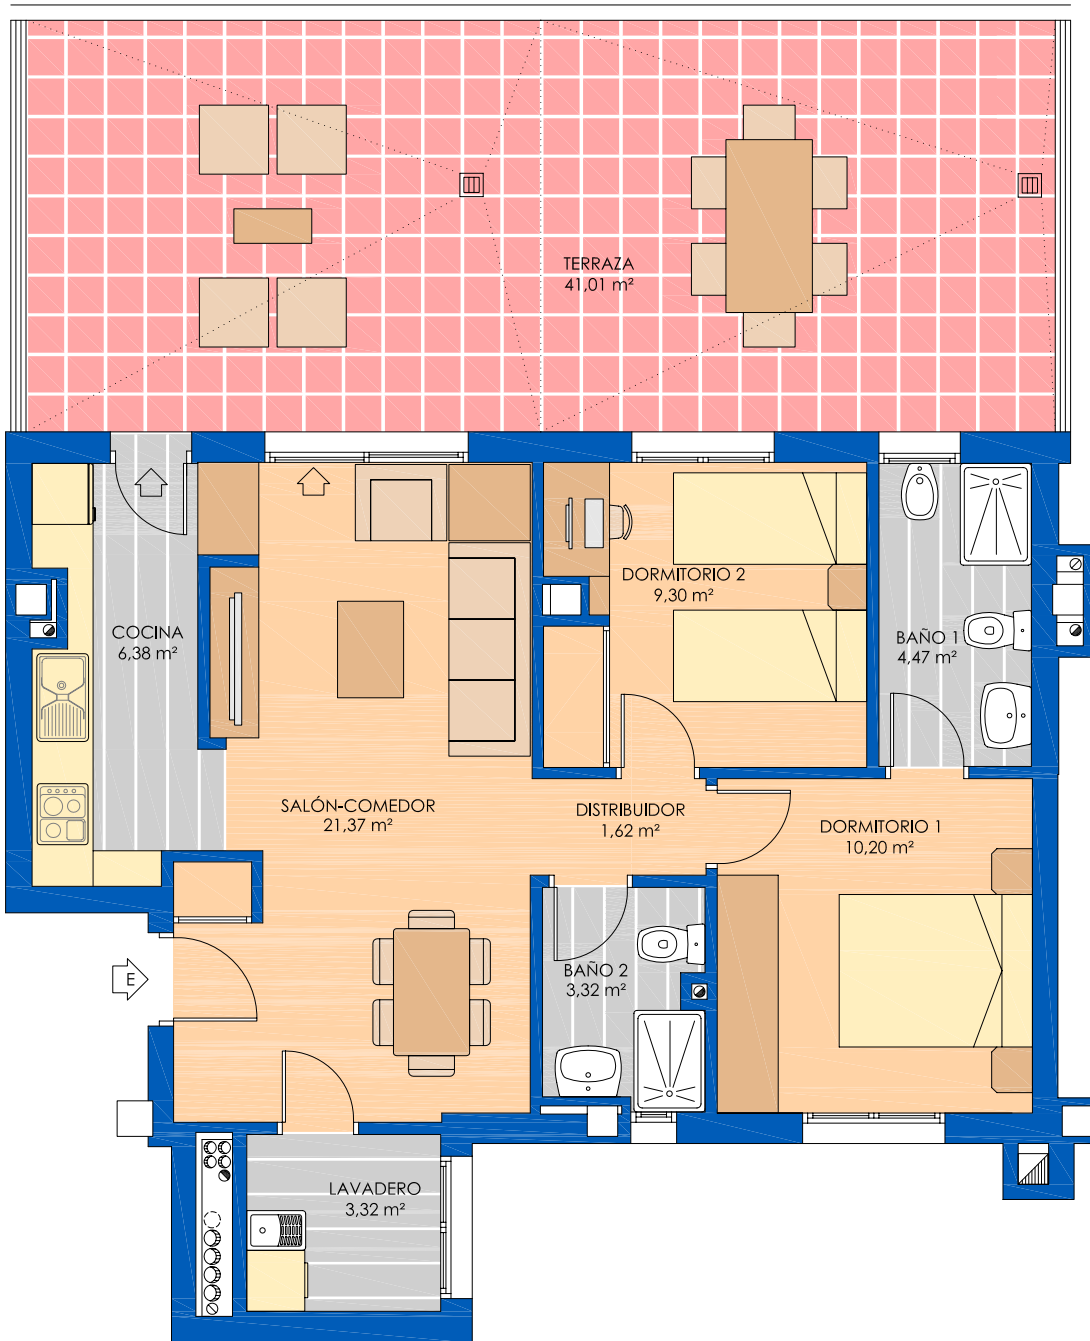 TERRAZA
41,01 m²
COCINA
6,38 m²
DORMITORIO 2
9,30 m²
BAÑO 1
4,47 m²
SALÓN-COMEDOR
21,37 m²
DISTRIBUIDOR
1,62 m²
DORMITORIO 1
10,20 m²
E
BAÑO 2
3,32 m²
LAVADERO
3,32 m²